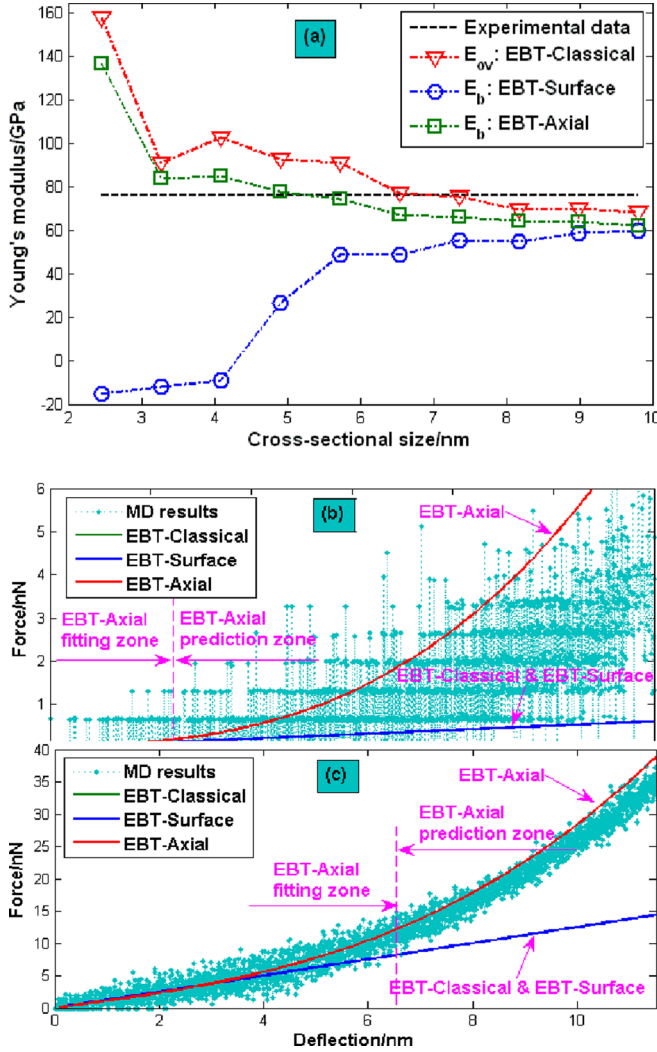 160
140
120
100
80
60
40
20
0
-20
Young's modulus/GPa
(a)
Experimental data
E_ov: EBT-Classical
E_b: EBT-Surface
E_b: EBT-Axial
2 3 4 5 6 7 8 9 10
Cross-sectional size/nm
6
5
4
3
2
1
Force/nN
MD results
EBT-Classical
EBT-Surface
EBT-Axial
(b)
EBT-Axial
EBT-Axial
fitting zone
EBT-Axial
prediction zone
EBT-Classical & EBT-Surface
40
35
30
25
20
15
10
5
0
Force/nN
MD results
EBT-Classical
EBT-Surface
EBT-Axial
(c)
EBT-Axial
EBT-Axial
prediction zone
EBT-Axial
fitting zone
EBT-Classical & EBT-Surface
0 2 4 6 8 10
Deflection/nm